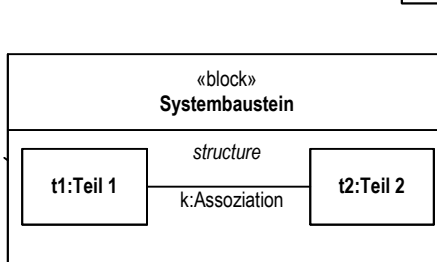 «block»
Systembaustein
structure
t1:Teil 1
k:Assoziation
t2:Teil 2